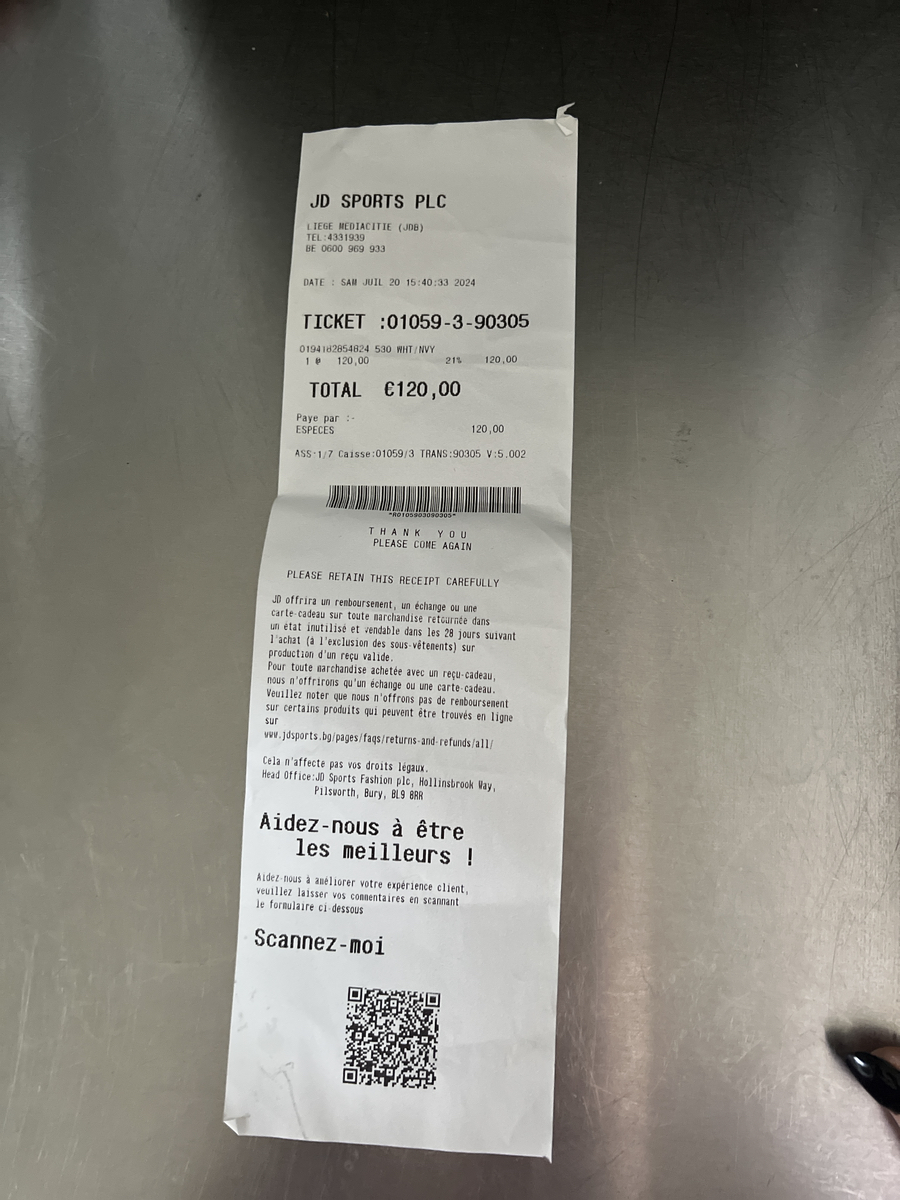 JD SPORTS PLC
LIEGE MEDIACITIE (JDB)
TEL:4331939
BE 0600 969 933
DATE : SAM JUIL 20 15:40:33 2024
TICKET :01059-3-90305
0194182854824 530 WHT/NVY
1 @ 120,00 21% 120,00
TOTAL €120,00
Paye par :-
ESPECES 120,00
ASS:1/7 Caisse:01059/3 TRANS:90305 V:5.002
*R0105903090305*
THANK YOU
PLEASE COME AGAIN
PLEASE RETAIN THIS RECEIPT CAREFULLY
JD offrira un remboursement, un échange ou une
carte-cadeau sur toute marchandise retournée dans
un état inutilisé et vendable dans les 28 jours suivant
l'achat (à l'exclusion des sous-vêtements) sur
production d'un reçu valide.
Pour toute marchandise achetée avec un reçu-cadeau,
nous n'offrirons qu'un échange ou une carte-cadeau.
Veuillez noter que nous n'offrons pas de remboursement
sur certains produits qui peuvent être trouvés en ligne
sur
www.jdsports.bg/pages/faqs/returns-and-refunds/all/
Cela n'affecte pas vos droits légaux.
Head Office:JD Sports Fashion plc, Hollinsbrook Way,
Pilsworth, Bury, BL9 8RR
Aidez-nous à être
les meilleurs !
Aidez-nous à améliorer votre expérience client,
veuillez laisser vos commentaires en scannant
le formulaire ci-dessous
Scannez-moi